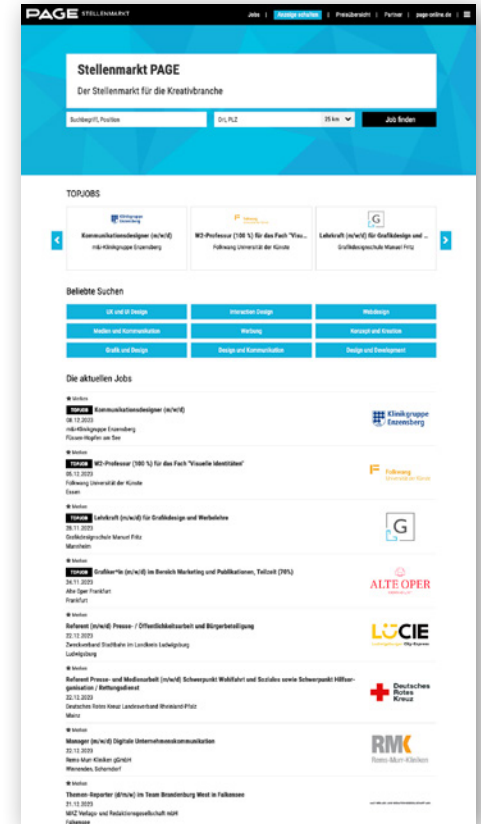 PAGE STELLENMARKT
Jobs | Anzeige schalten | Preisübersicht | Partner | page-online.de |
Stellenmarkt PAGE
Der Stellenmarkt für die Kreativbranche
Suchbegriff, Position Ort, PLZ 25 km Job finden
TOPJOBS
Klinikgruppe Enzensberg
Kommunikationsdesigner (m/w/d)
m&i-Klinikgruppe Enzensberg
Folkwang
W2-Professur (100 %) für das Fach "Visu...
Folkwang Universität der Künste
G
Lehrkraft (m/w/d) für Grafikdesign und ...
Grafikdesignschule Manuel Fritz
Beliebte Suchen
UX und UI Design Interaction Design Webdesign
Medien und Kommunikation Werbung Konzept und Kreation
Grafik und Design Design und Kommunikation Design und Development
Die aktuellen Jobs
Merken
TOPJOB Kommunikationsdesigner (m/w/d)
06.12.2023
m&i-Klinikgruppe Enzensberg
Füssen-Hopfen am See
Klinikgruppe
Enzensberg
Merken
TOPJOB W2-Professur (100 %) für das Fach "Visuelle Identitäten"
05.12.2023
Folkwang Universität der Künste
Essen
Folkwang
Universität der Künste
Merken
TOPJOB Lehrkraft (m/w/d) für Grafikdesign und Werbelehre
28.11.2023
Grafikdesignschule Manuel Fritz
Mannheim
G
Merken
TOPJOB Grafiker*in (m/w/d) im Bereich Marketing und Publikationen, Teilzeit (78%)
24.11.2023
Alte Oper Frankfurt
Frankfurt
ALTE OPER
Merken
Referent (m/w/d) Presse- / Öffentlichkeitsarbeit und Bürgerbeteiligung
22.12.2023
Zweckverband Stadtbahn im Landkreis Ludwigsburg
Ludwigsburg
LUCIE
Ludwigsburger City-Express
Merken
Referent Presse- und Medienarbeit (m/w/d) Schwerpunkt Wohlfahrt und Soziales sowie Schwerpunkt Hilfsor-
ganisation / Rettungsdienst
22.12.2023
Deutsches Rotes Kreuz Landesverband Rheinland-Pfalz
Mainz
Deutsches
Rotes
Kreuz
Merken
Manager (m/w/d) Digitale Unternehmenskommunikation
22.12.2023
Rems-Murr-Kliniken gGmbH
Winnenden, Schorndorf
RMK
Rems-Murr-Kliniken
Merken
Themen-Reporter (d/m/w) im Team Brandenburg West in Falkensee
21.12.2023
MAZ Verlags- und Redaktionsgesellschaft mbH
Falkensee